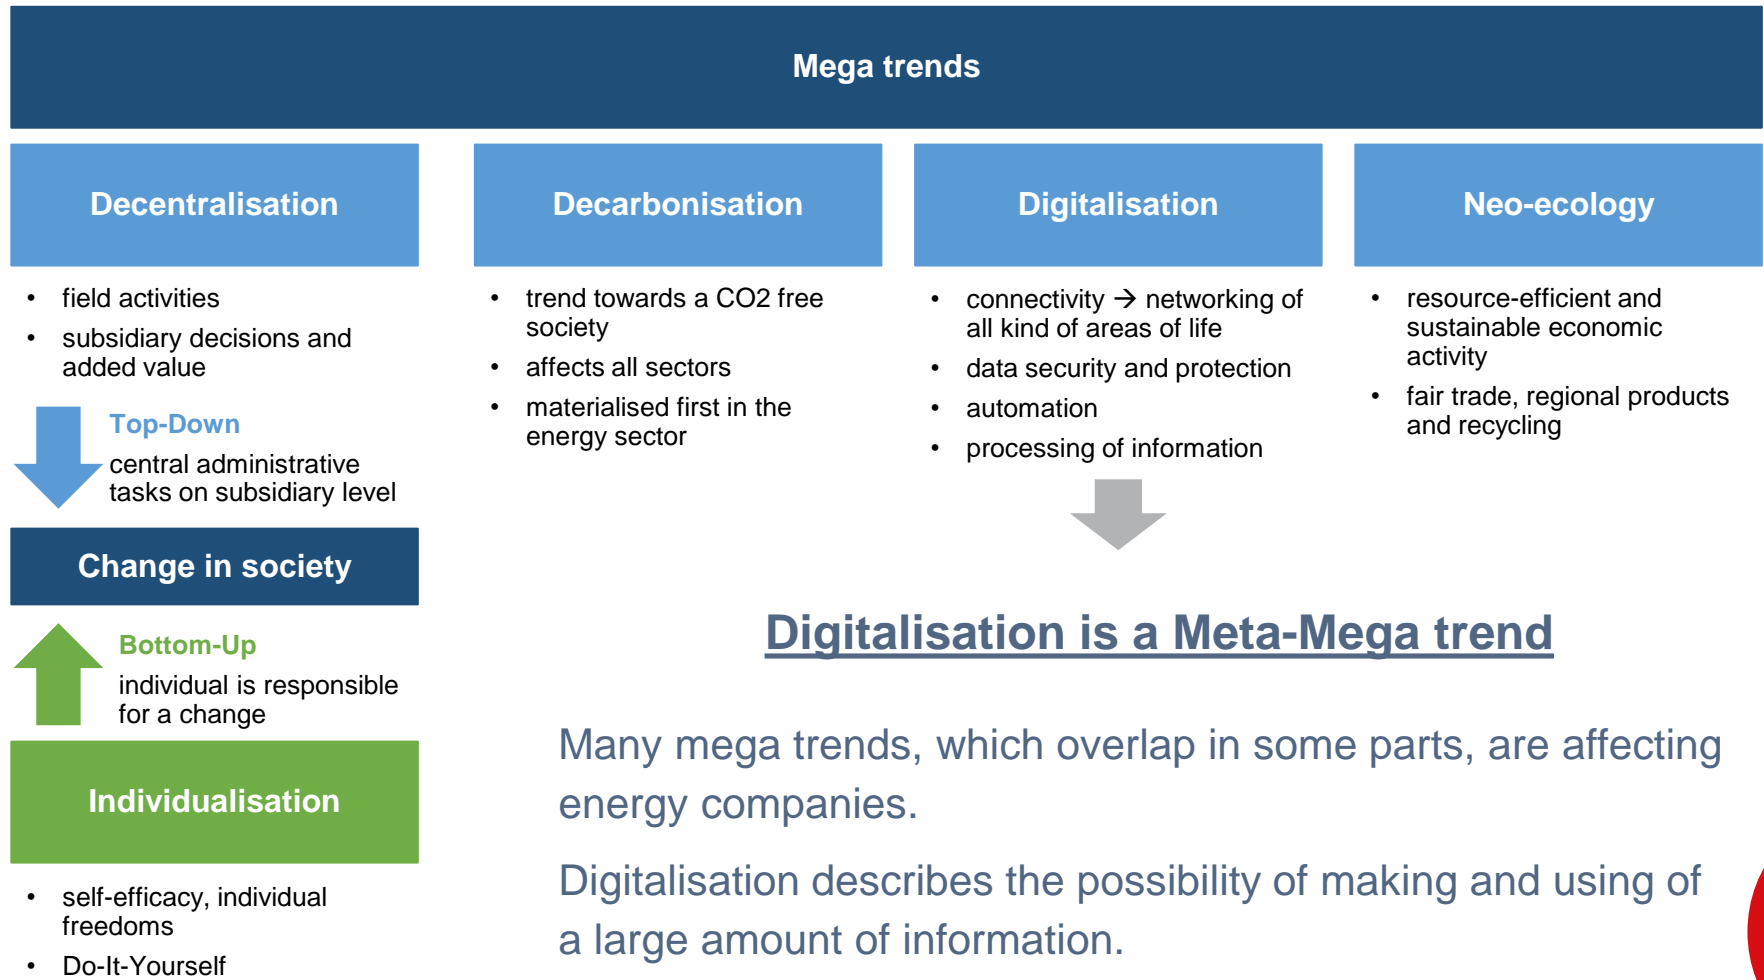 Mega trends
Decentralisation
• field activities
• subsidiary decisions and
added value
Top-Down
central administrative
tasks on subsidiary level
Change in society
Bottom-Up
individual is responsible
for a change
Individualisation
• self-efficacy, individual
freedoms
• Do-It-Yourself
Decarbonisation
• trend towards a CO2 free
society
• affects all sectors
• materialised first in the
energy sector
Digitalisation
• connectivity → networking of
all kind of areas of life
• data security and protection
• automation
• processing of information
Neo-ecology
• resource-efficient and
sustainable economic
activity
• fair trade, regional products
and recycling
Digitalisation is a Meta-Mega trend
Many mega trends, which overlap in some parts, are affecting
energy companies.
Digitalisation describes the possibility of making and using of
a large amount of information.